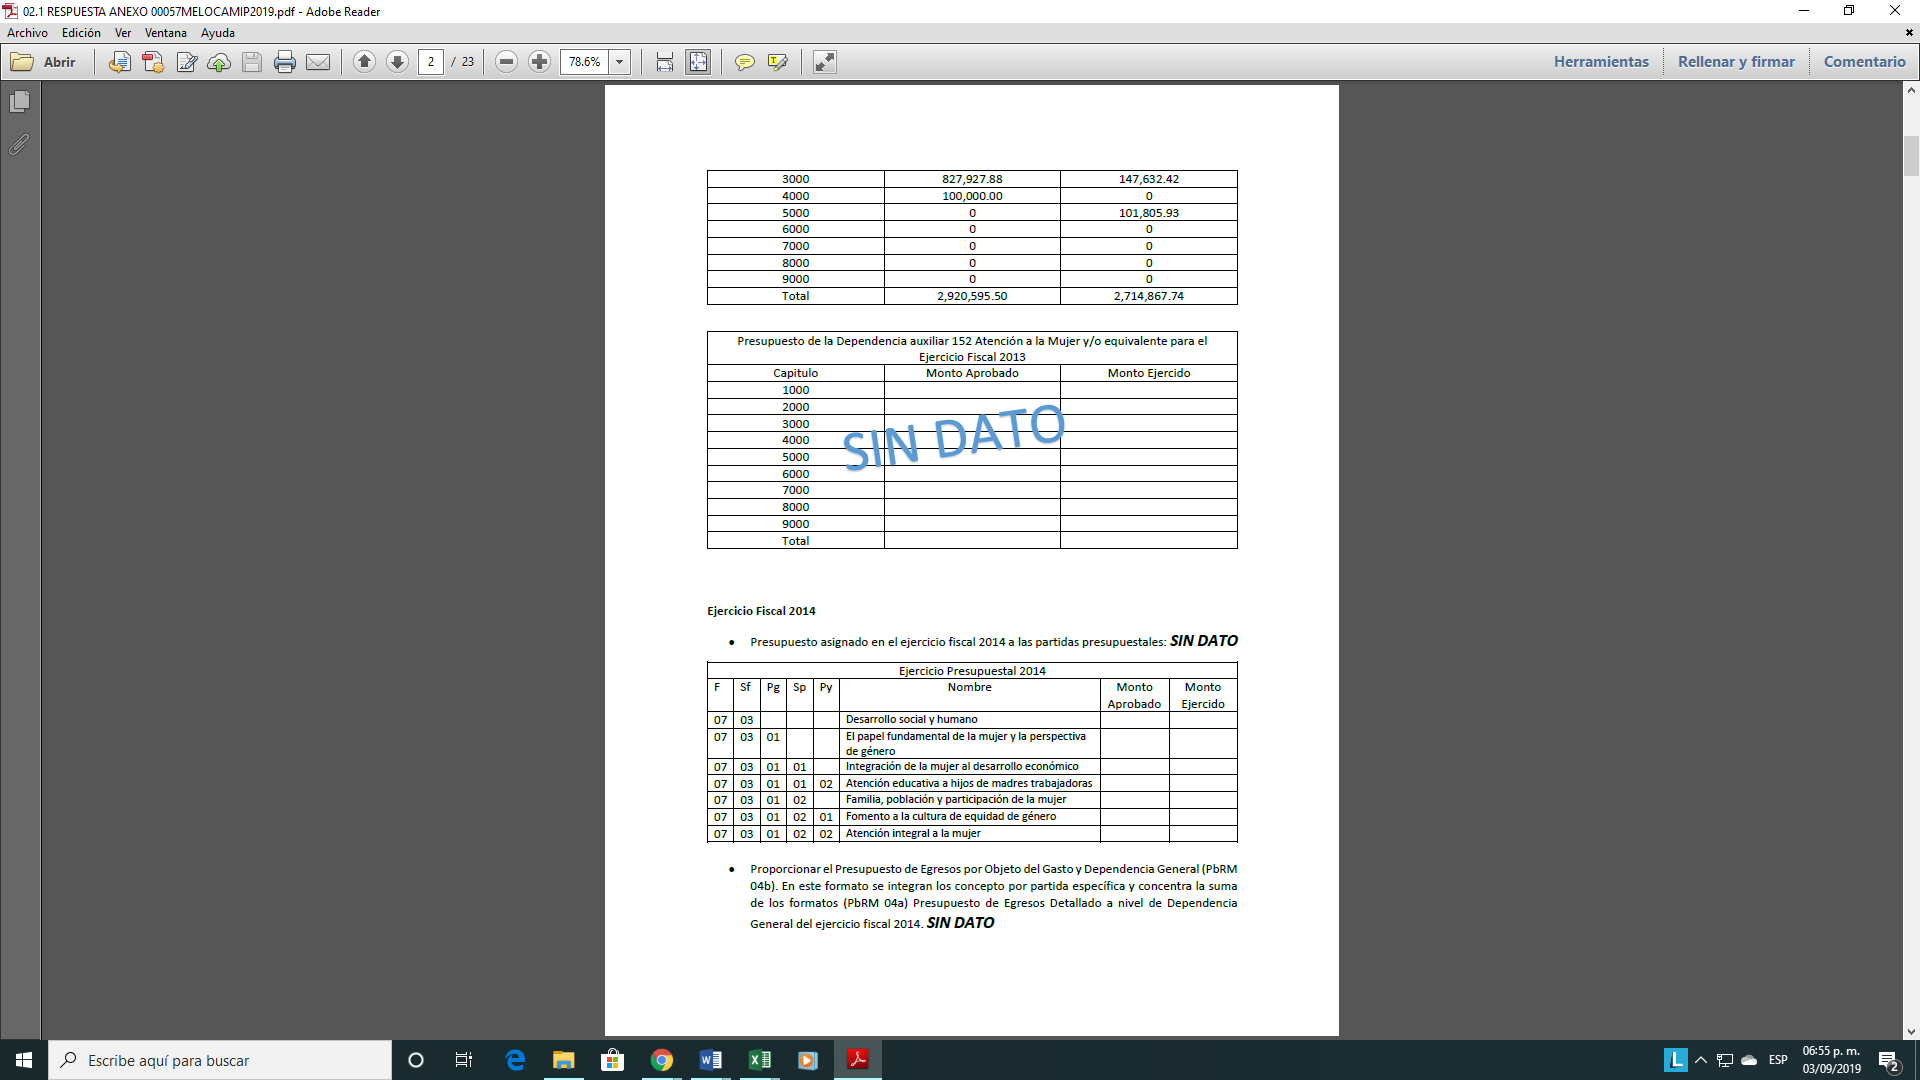 02.1 RESPUESTA ANEXO 00057MELOCAMIP2019.pdf - Adobe Reader
Archivo Edición Ver Ventana Ayuda
Abrir 2 / 23 78.6% Herramientas Rellenar y firmar Comentario
3000 827,927.88 147,632.42
4000 100,000.00 0
5000 0 101,805.93
6000 0 0
7000 0 0
8000 0 0
9000 0 0
Total 2,920,595.50 2,714,867.74
Presupuesto de la Dependencia auxiliar 152 Atención a la Mujer y/o equivalente para el
Ejercicio Fiscal 2013
Capitulo Monto Aprobado Monto Ejercido
1000
2000
3000
4000
5000
6000
7000
8000
9000
Total
SIN DATO
Ejercicio Fiscal 2014
• Presupuesto asignado en el ejercicio fiscal 2014 a las partidas presupuestales: SIN DATO
Ejercicio Presupuestal 2014
F Sf Pg Sp Py Nombre Monto Monto
Aprobado Ejercido
07 03 Desarrollo social y humano
07 03 01 El papel fundamental de la mujer y la perspectiva
de género
07 03 01 01 Integración de la mujer al desarrollo económico
07 03 01 01 02 Atención educativa a hijos de madres trabajadoras
07 03 01 02 Familia, población y participación de la mujer
07 03 01 02 01 Fomento a la cultura de equidad de género
07 03 01 02 02 Atención integral a la mujer
• Proporcionar el Presupuesto de Egresos por Objeto del Gasto y Dependencia General (PbRM
04b). En este formato se integran los concepto por partida específica y concentra la suma
de los formatos (PbRM 04a) Presupuesto de Egresos Detallado a nivel de Dependencia
General del ejercicio fiscal 2014. SIN DATO
Escribe aquí para buscar
ESP
06:55 p. m.
03/09/2019
2